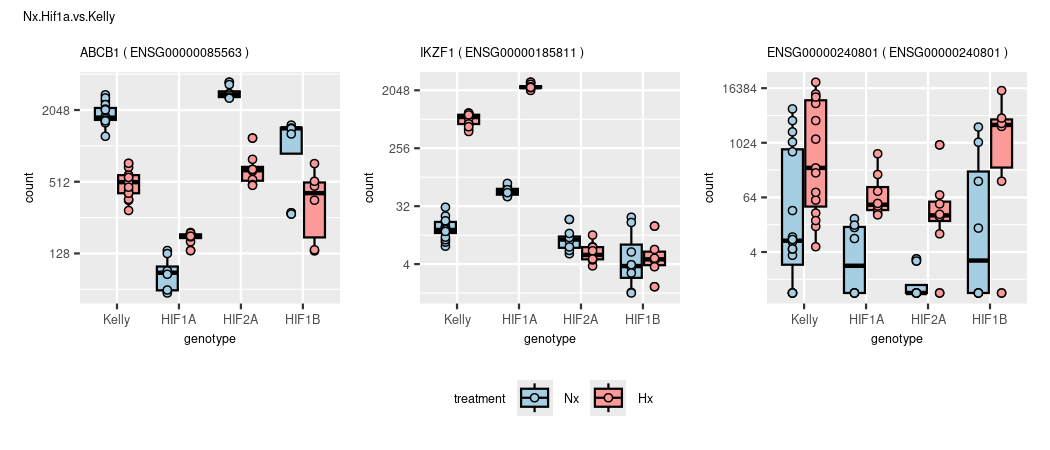 Nx.Hif1a.vs.Kelly
ABCB1 ( ENSG00000085563 )
count
2048
512
128
Kelly
HIF1A
HIF2A
HIF1B
genotype
IKZF1 ( ENSG00000185811 )
count
2048
256
32
4
Kelly
HIF1A
HIF2A
HIF1B
genotype
ENSG00000240801 ( ENSG00000240801 )
count
16384
1024
64
4
Kelly
HIF1A
HIF2A
HIF1B
genotype
treatment Nx Hx